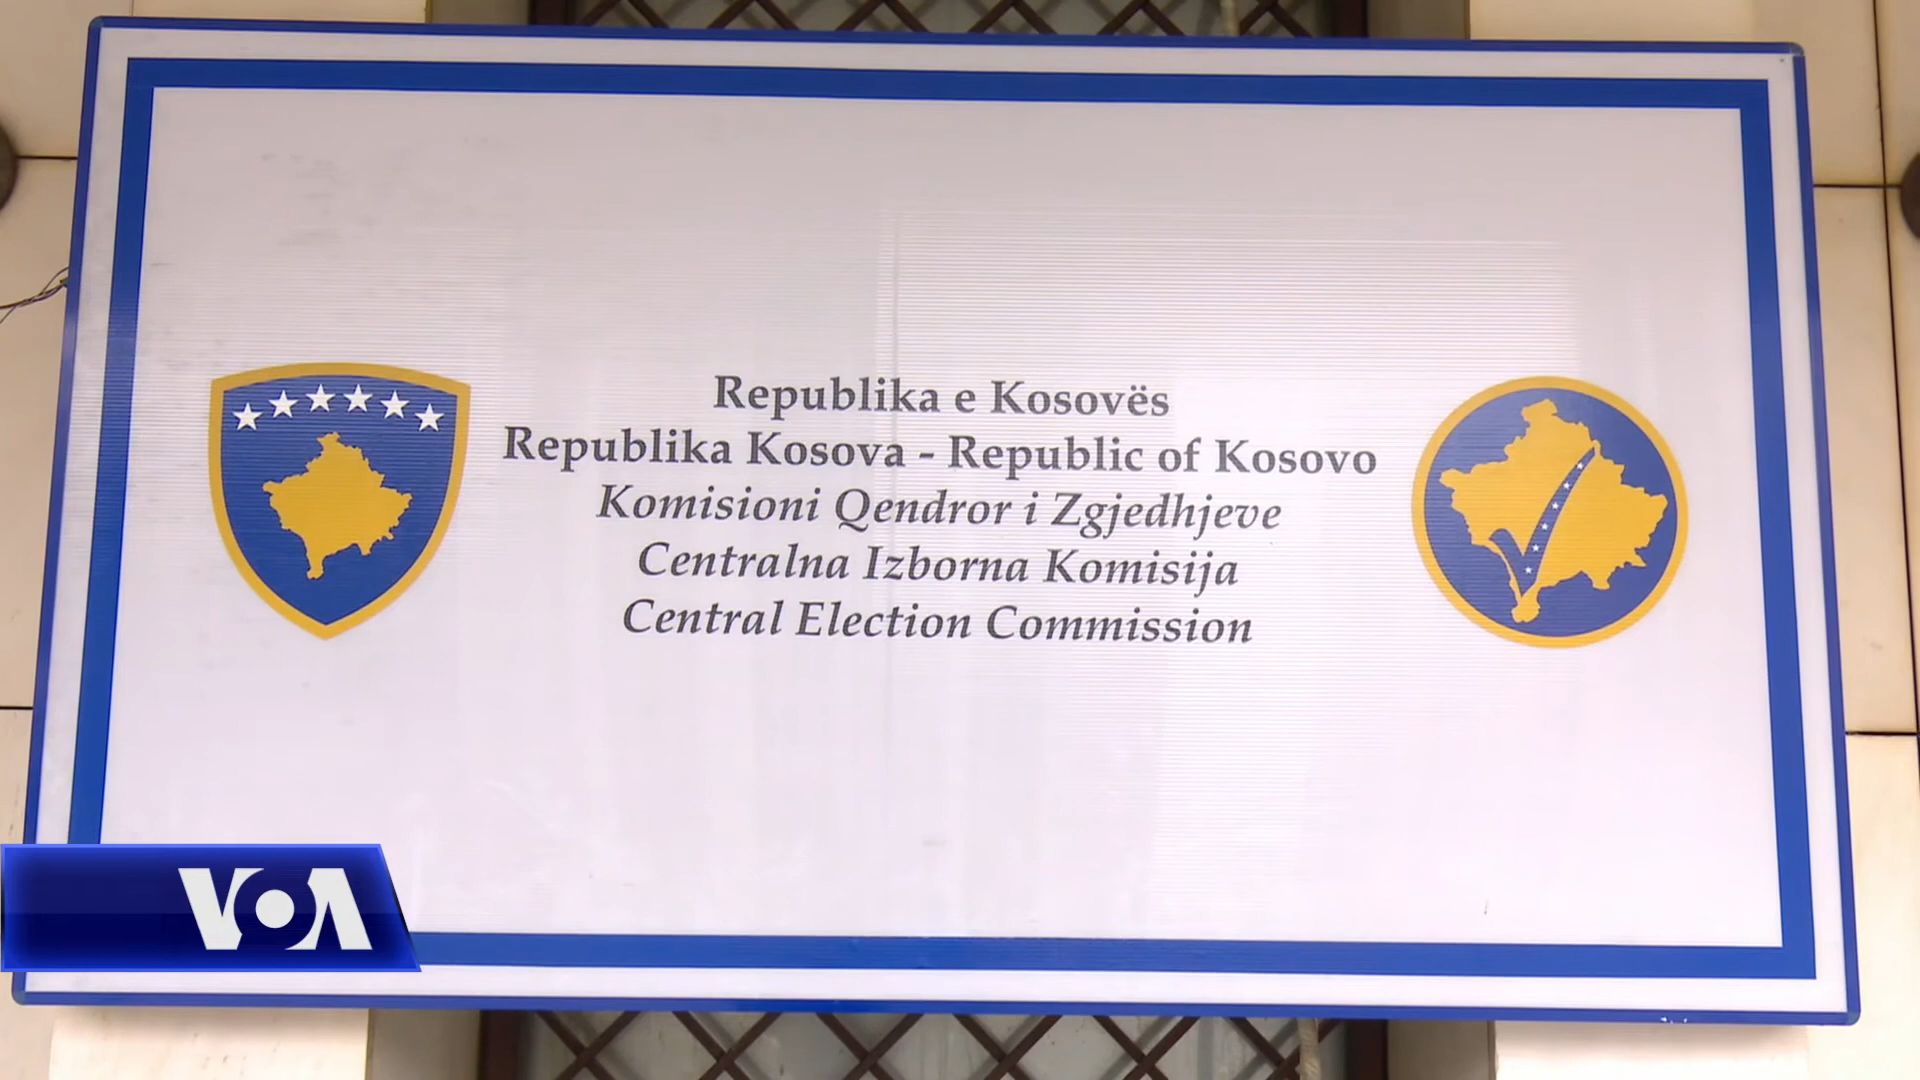 Republika e Kosovës
Republika Kosova - Republic of Kosovo
Komisioni Qendror i Zgjedhjeve
Centralna Izborna Komisija
Central Election Commission
VOA